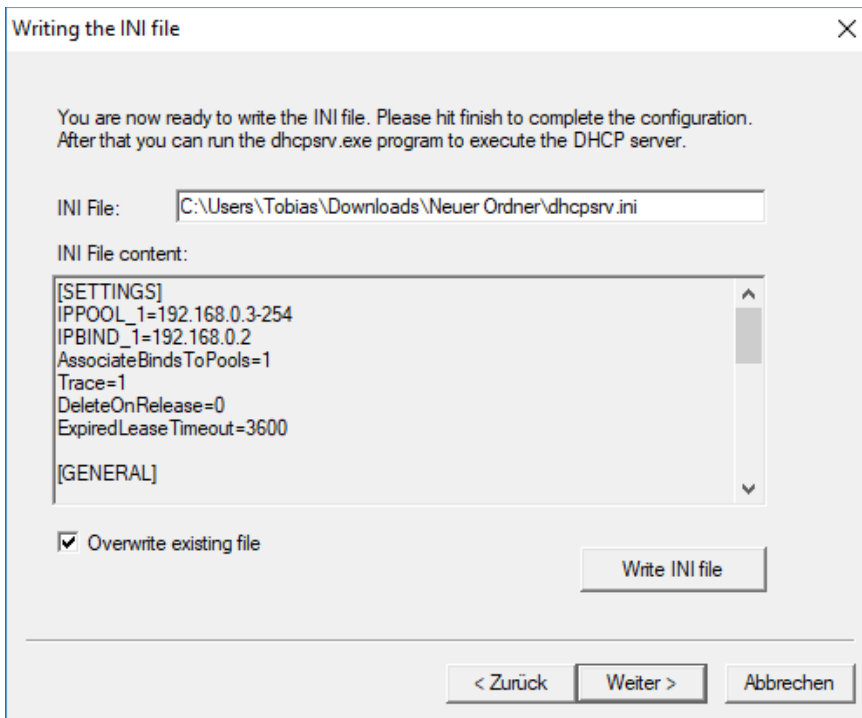 Writing the INI file
You are now ready to write the INI file. Please hit finish to complete the configuration.
After that you can run the dhcpsrv.exe program to execute the DHCP server.
INI File:
C:\Users\Tobias\Downloads\Neuer Ordner\dhcpsrv.ini
INI File content:
[SETTINGS]
IPPOOL_1=192.168.0.3-254
IPBIND_1=192.168.0.2
AssociateBindsToPools=1
Trace=1
DeleteOnRelease=0
ExpiredLeaseTimeout=3600
[GENERAL]
Overwrite existing file
Write INI file
< Zurück
Weiter >
Abbrechen